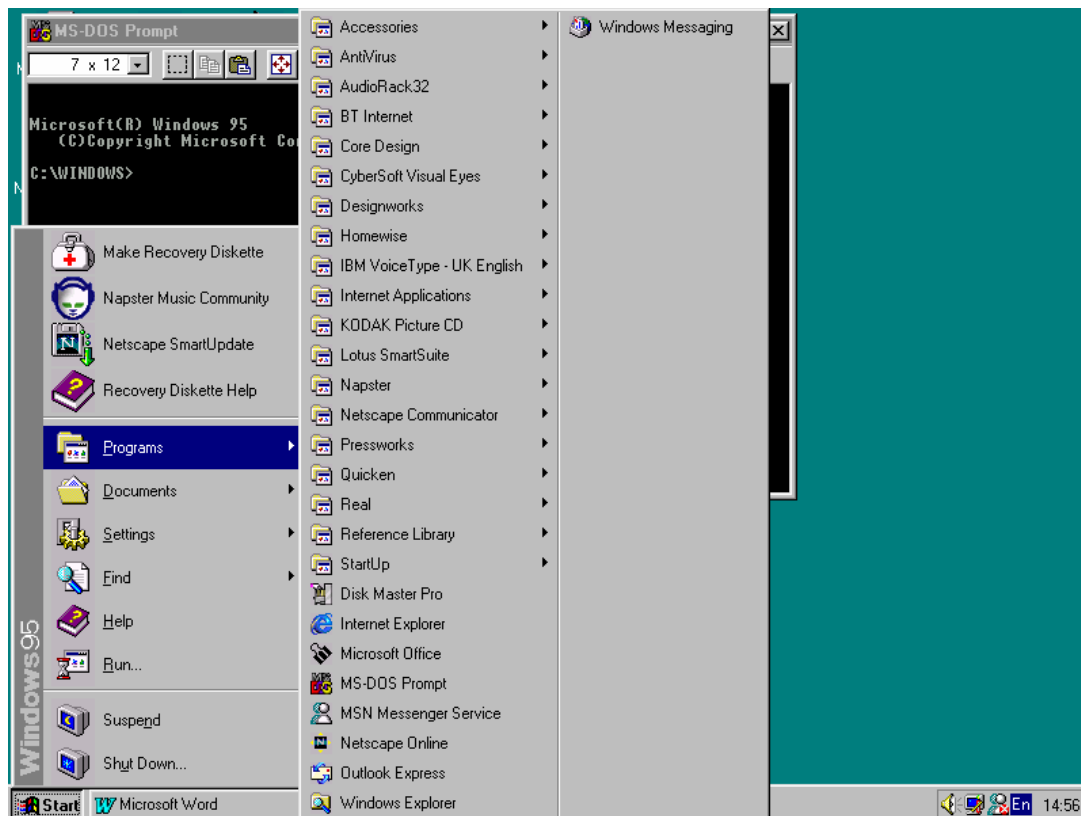 MS-DOS Prompt
7 x 12
Microsoft(R) Windows 95
(C)Copyright Microsoft
C:\WINDOWS>
Make Recovery Diskette
Napster Music Community
Netscape SmartUpdate
Recovery Diskette Help
Programs
Documents
Settings
Find
Help
Run...
Suspend
Shut Down...
Windows95
Accessories
AntiVirus
AudioRack32
BT Internet
Core Design
CyberSoft Visual Eyes
Designworks
Homewise
IBM VoiceType - UK English
Internet Applications
KODAK Picture CD
Lotus SmartSuite
Napster
Netscape Communicator
Pressworks
Quicken
Real
Reference Library
StartUp
Disk Master Pro
Internet Explorer
Microsoft Office
MS-DOS Prompt
MSN Messenger Service
Netscape Online
Outlook Express
Windows Explorer
Windows Messaging
Start
Microsoft Word
En
14:56